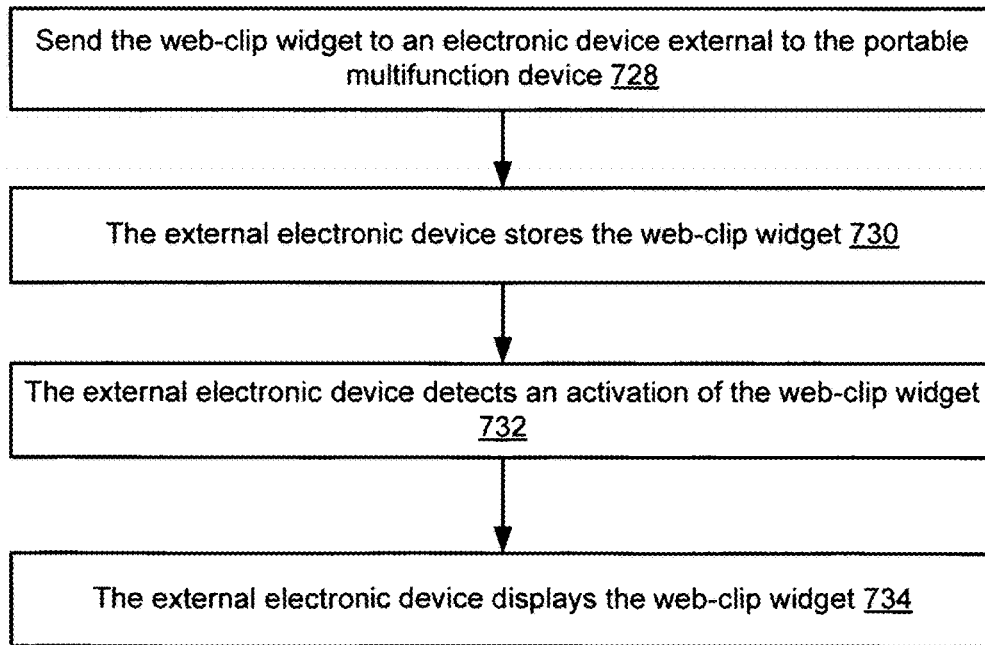 Send the web-clip widget to an electronic device external to the portable
multifunction device 728
The external electronic device stores the web-clip widget 730
The external electronic device detects an activation of the web-clip widget
732
The external electronic device displays the web-clip widget 734